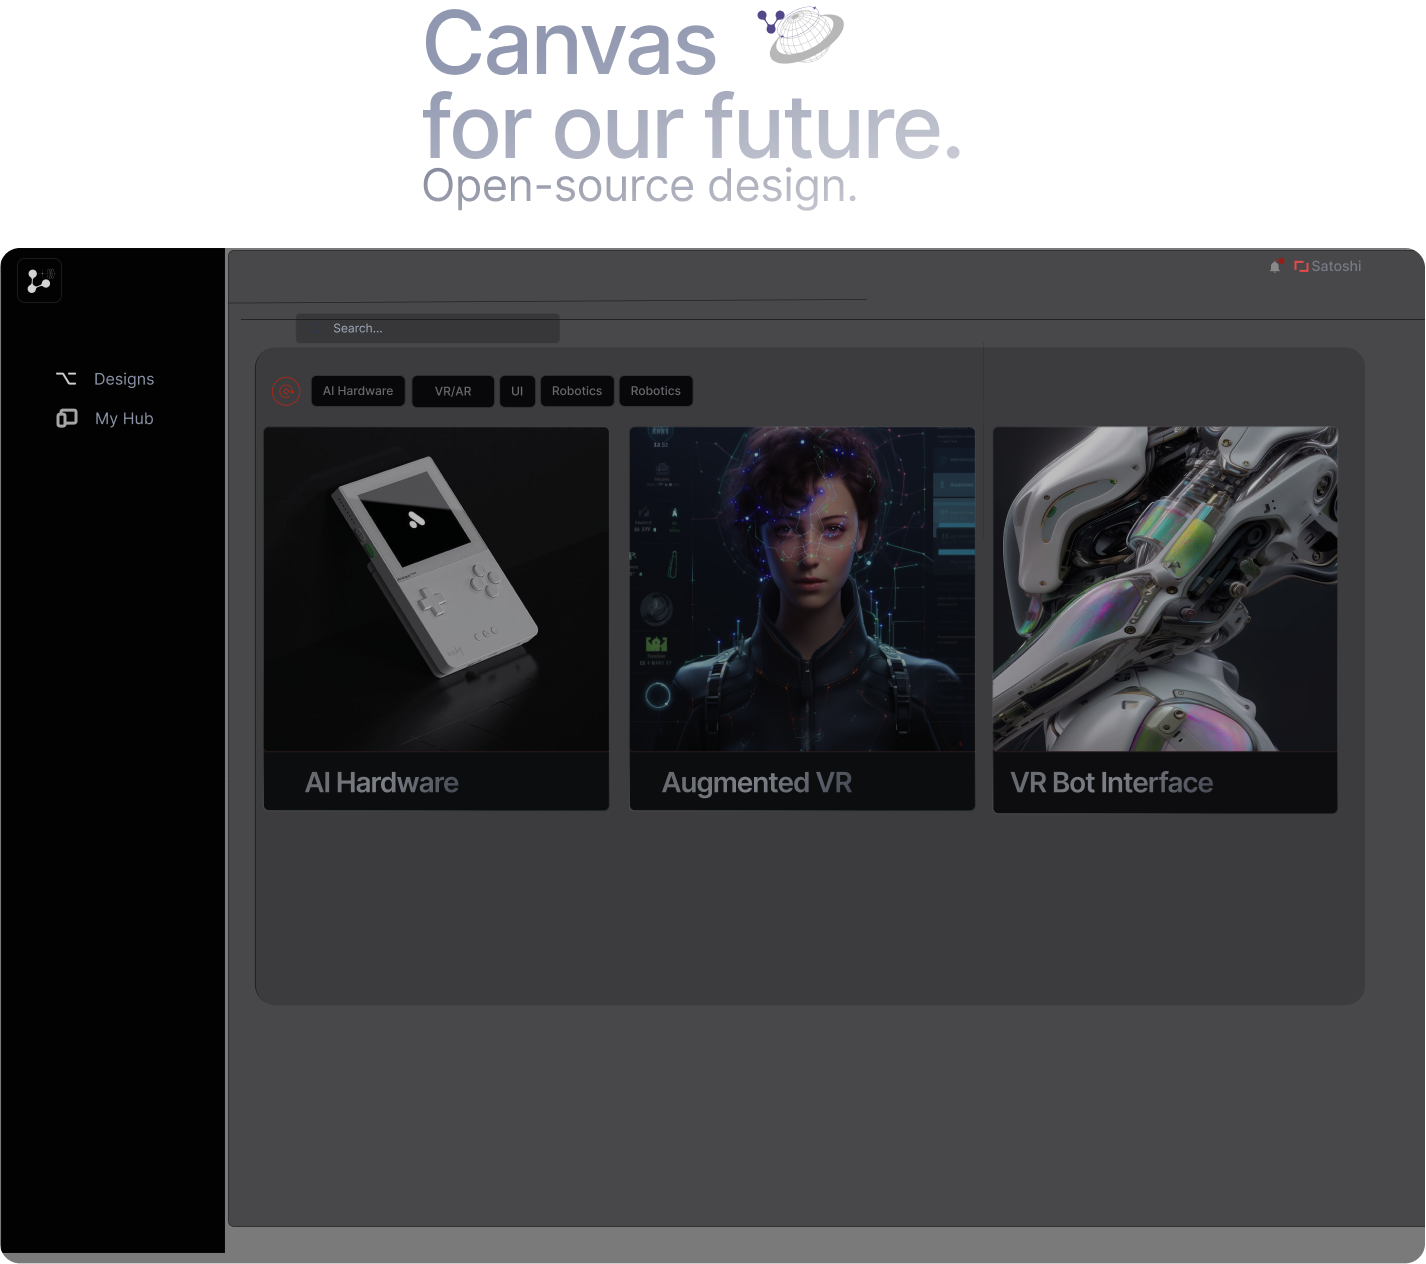 Canvas
for our future.
Open-source design.
Satoshi
Search...
Designs
My Hub
AI Hardware
VR/AR
UI
Robotics
Robotics
AI Hardware
Augmented VR
VR Bot Interface